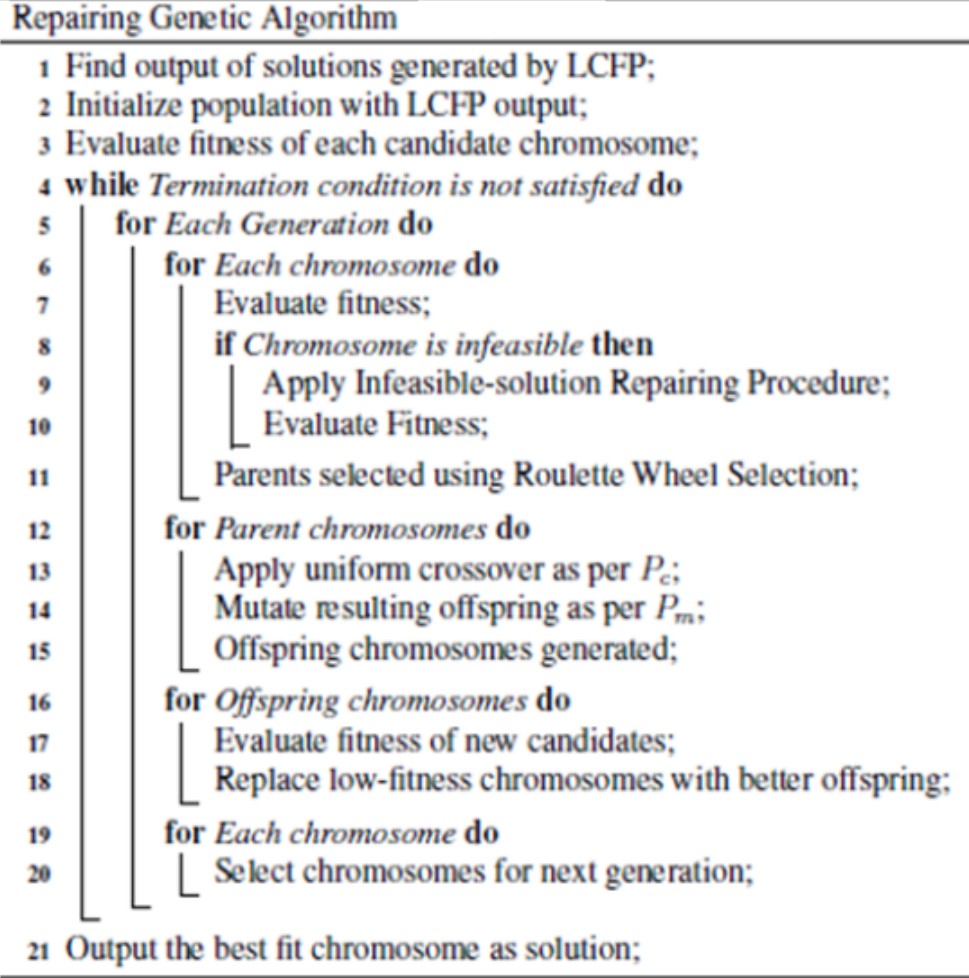 Repairing Genetic Algorithm
1 Find output of solutions generated by LCFP;
2 Initialize population with LCFP output;
3 Evaluate fitness of each candidate chromosome;
4 while Termination condition is not satisfied do
5 for Each Generation do
6 for Each chromosome do
7 Evaluate fitness;
8 if Chromosome is infeasible then
9 Apply Infeasible-solution Repairing Procedure;
10 Evaluate Fitness;
11 Parents selected using Roulette Wheel Selection;
12 for Parent chromosomes do
13 Apply uniform crossover as per Pc;
14 Mutate resulting offspring as per Pm;
15 Offspring chromosomes generated;
16 for Offspring chromosomes do
17 Evaluate fitness of new candidates;
18 Replace low-fitness chromosomes with better offspring;
19 for Each chromosome do
20 Select chromosomes for next generation;
21 Output the best fit chromosome as solution;